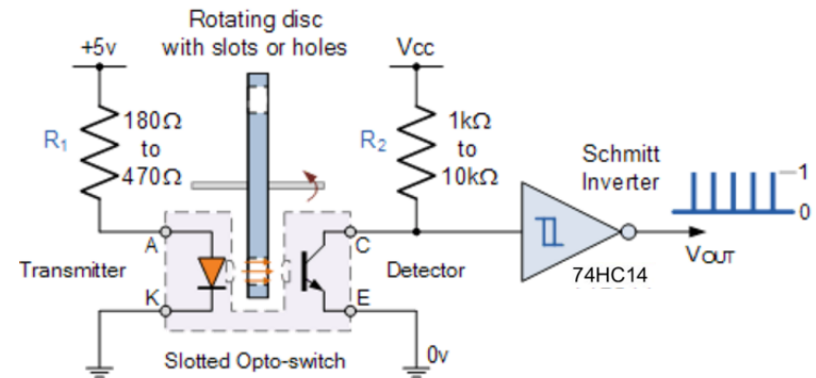 Rotating disc
with slots or holes
+5v
Vcc
R1
180Ω
to
470Ω
R2
1kΩ
to
10kΩ
Schmitt
Inverter
1
0
A
C
VOUT
Transmitter
Detector
74HC14
K
E
Slotted Opto-switch
0v